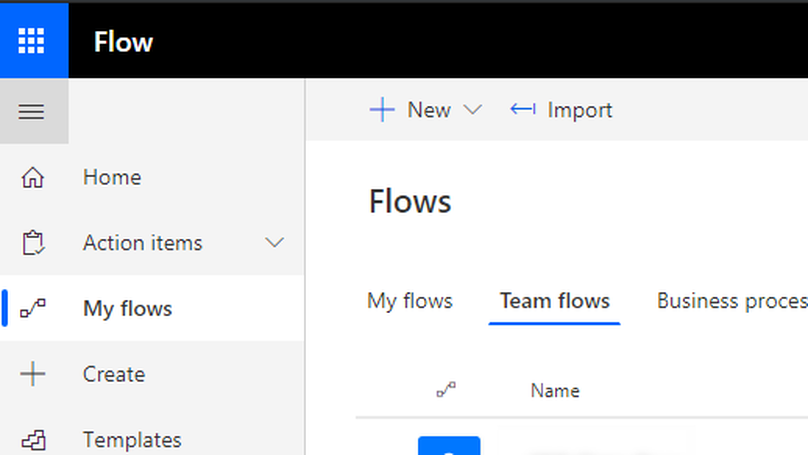 Flow
New
Import
Home
Action items
My flows
Create
Templates
Flows
My flows
Team flows
Business proces
Name